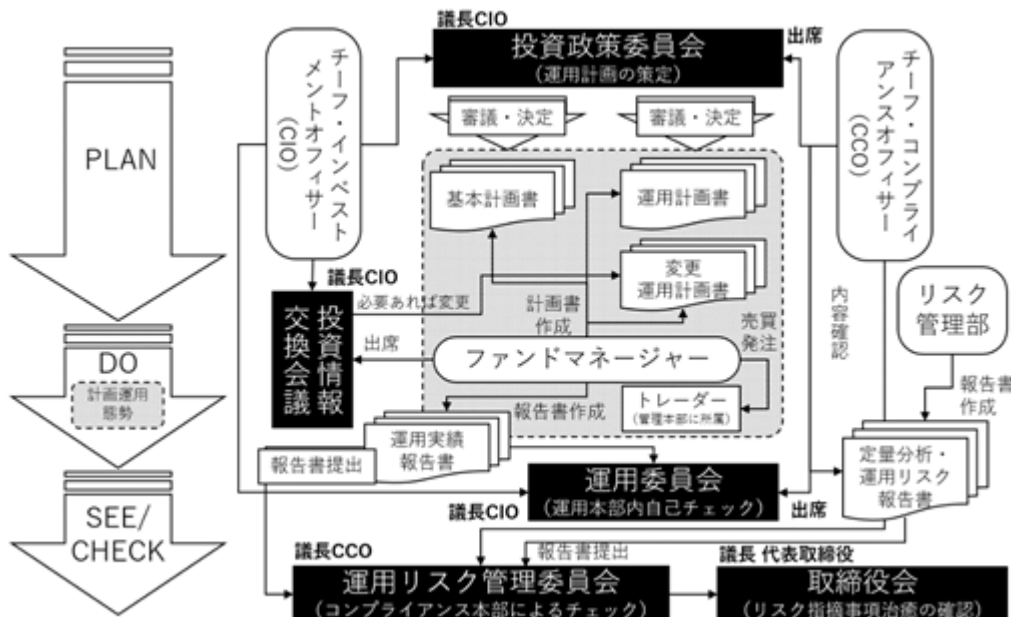 議長CIO
投資政策委員会
(運用計画の策定)
出席
チーフ・インベスト
メントオフィサー
(CIO)
チーフ・コンプライ
アンスオフィサー
(CCO)
PLAN
審議・決定
審議・決定
基本計画書
運用計画書
変更
運用計画書
議長CIO
投資情報
交換会議
必要あれば変更
計画書
作成
売買
発注
内容確認
リスク
管理部
出席
ファンドマネージャー
DO
計画運用
態勢
報告書作成
トレーダー
(管理本部に所属)
報告書
作成
運用実績
報告書
報告書提出
定量分析・
運用リスク
報告書
運用委員会
(運用本部内自己チェック)
議長CIO
出席
SEE/
CHECK
議長CCO
報告書提出
議長 代表取締役
運用リスク管理委員会
(コンプライアンス本部によるチェック)
取締役会
(リスク指摘事項治癒の確認)